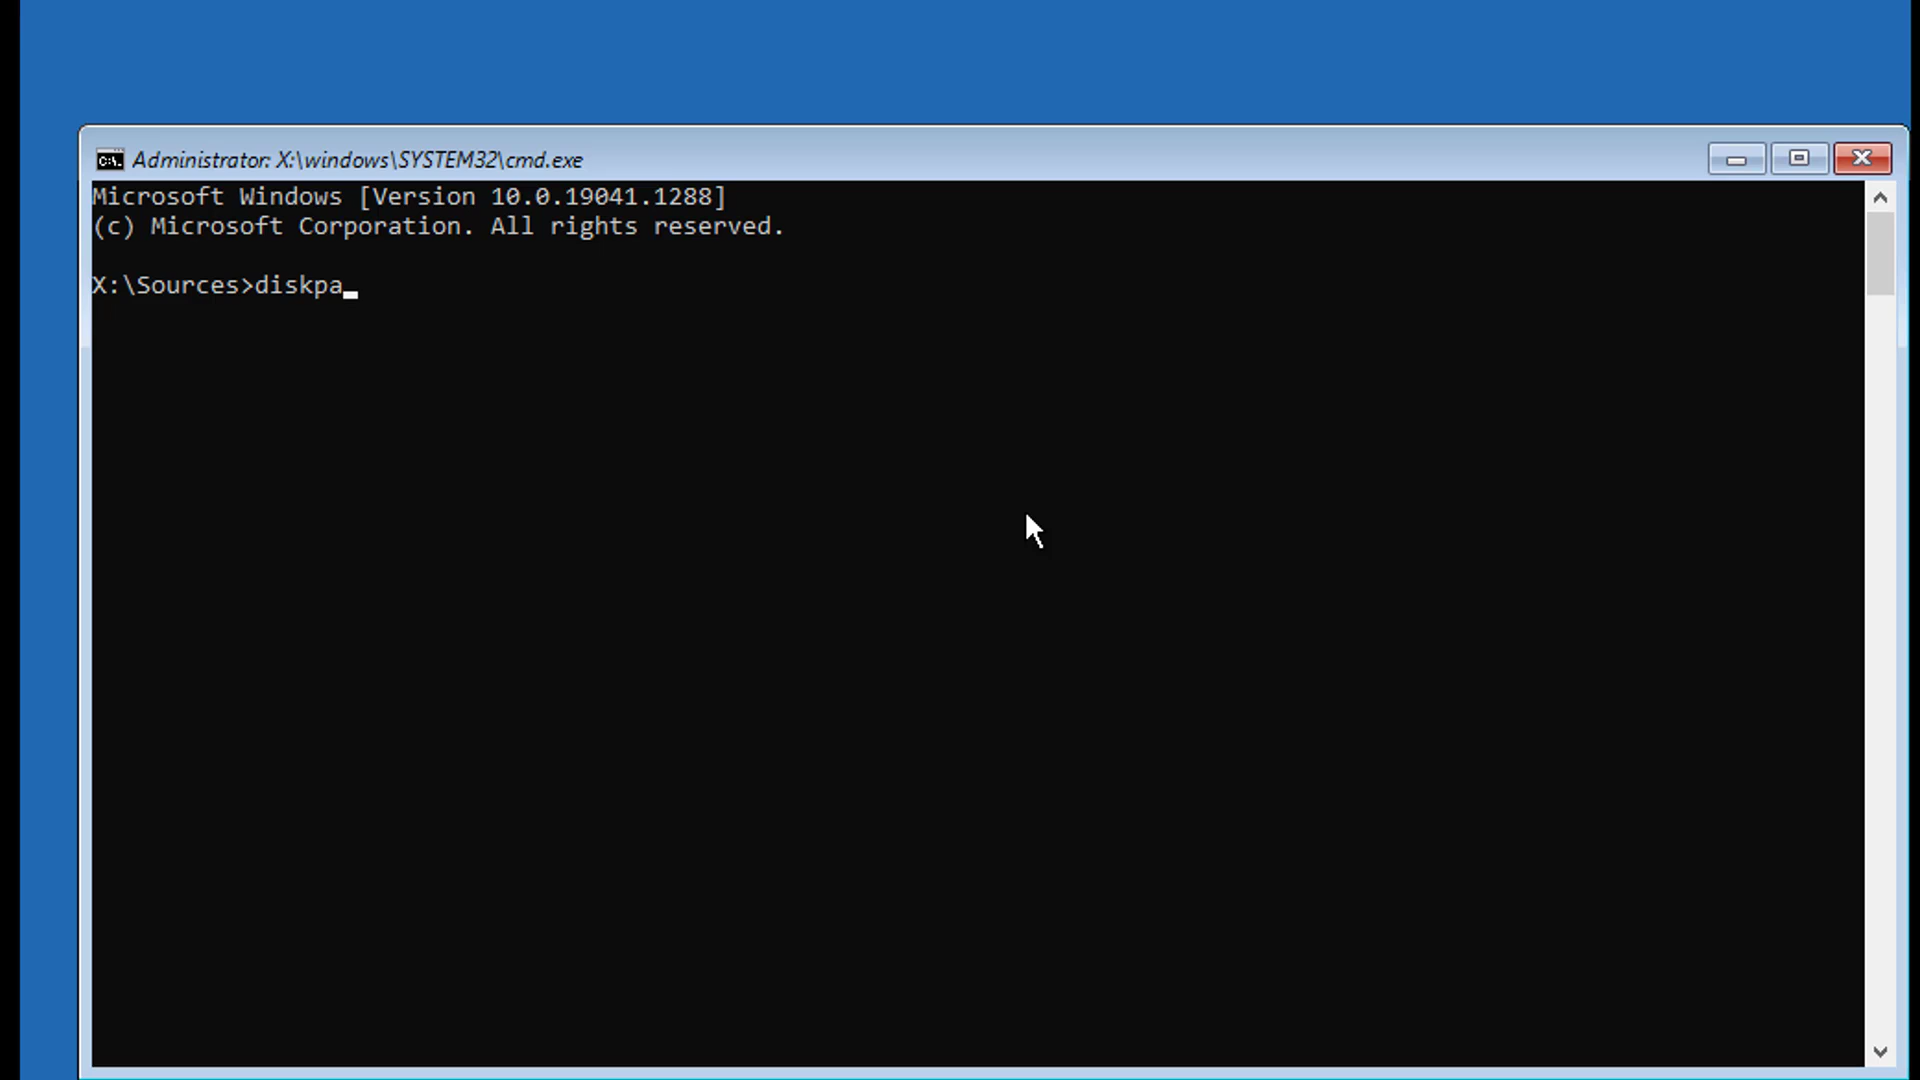 Administrator: X:\windows\SYSTEM32\cmd.exe
Microsoft Windows [Version 10.0.19041.1288]
(c) Microsoft Corporation. All rights reserved.
X:\Sources>diskpa